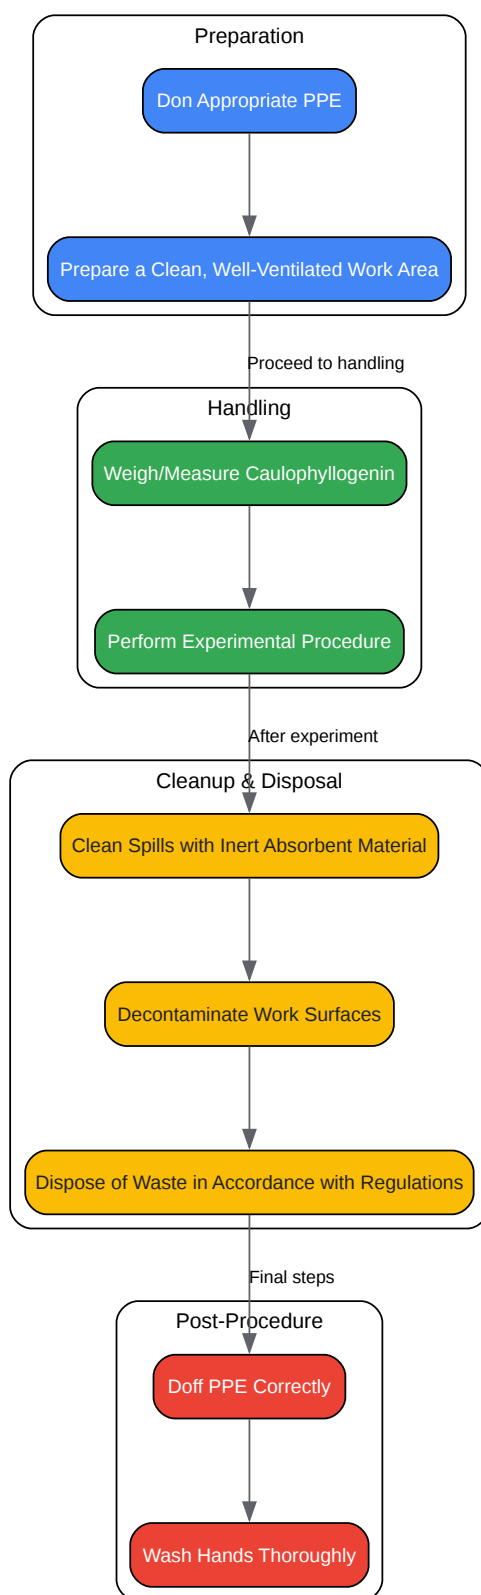 Preparation
Don Appropriate PPE
Prepare a Clean, Well-Ventilated Work Area
Proceed to handling
Handling
Weigh/Measure Caulophyllogenin
Perform Experimental Procedure
After experiment
Cleanup & Disposal
Clean Spills with Inert Absorbent Material
Decontaminate Work Surfaces
Dispose of Waste in Accordance with Regulations
Final steps
Post-Procedure
Doff PPE Correctly
Wash Hands Thoroughly